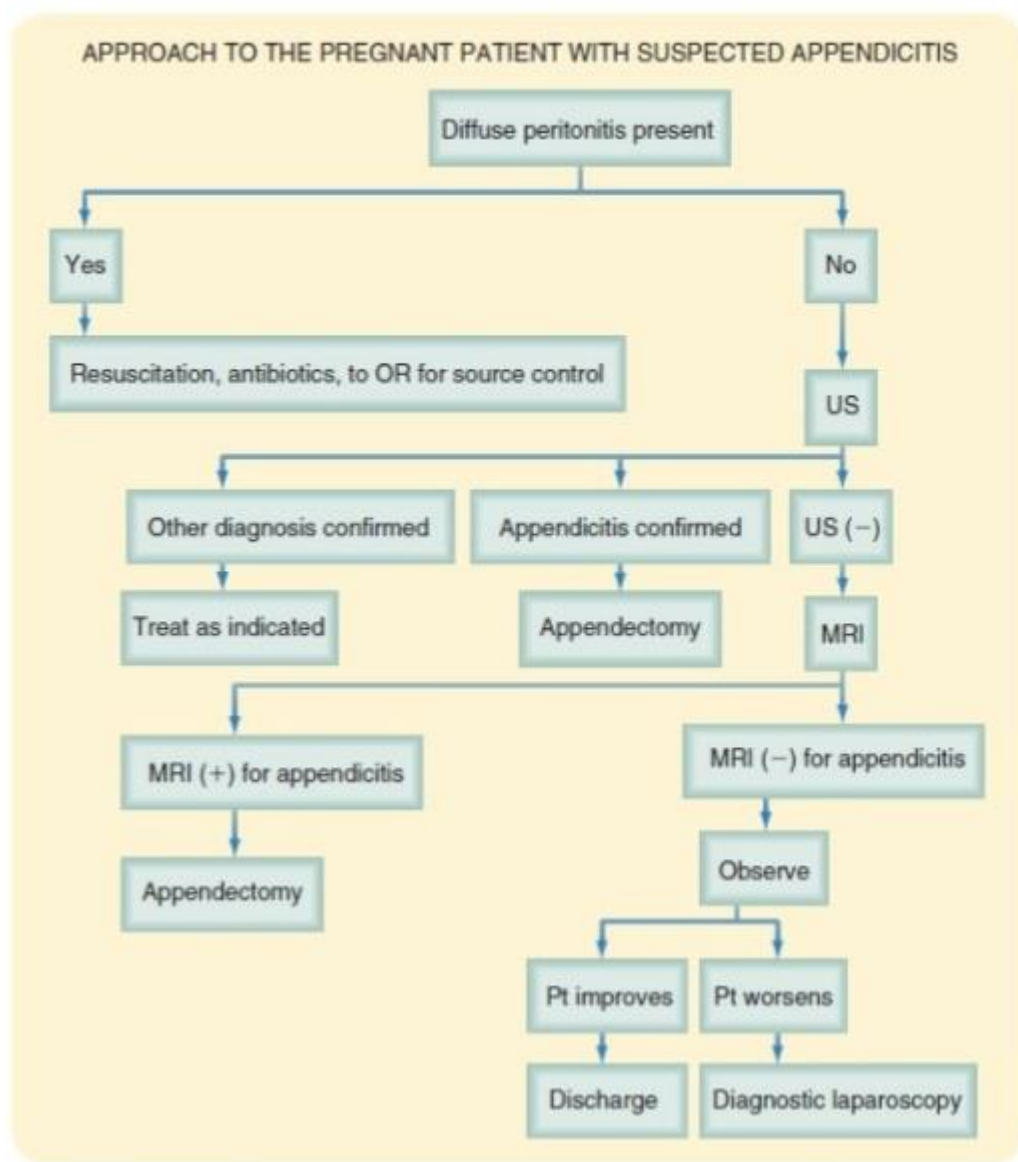 APPROACH TO THE PREGNANT PATIENT WITH SUSPECTED APPENDICITIS
Diffuse peritonitis present
Yes
No
Resuscitation, antibiotics, to OR for source control
US
Other diagnosis confirmed
Appendicitis confirmed
US (−)
Treat as indicated
Appendectomy
MRI
MRI (+) for appendicitis
MRI (−) for appendicitis
Appendectomy
Observe
Pt improves
Pt worsens
Discharge
Diagnostic laparoscopy